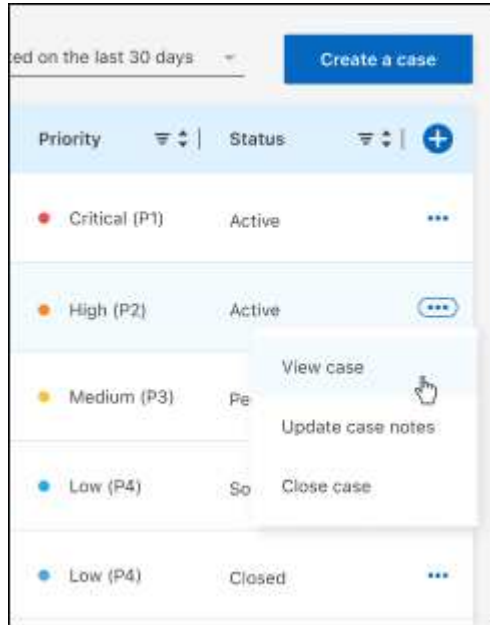 ted on the last 30 days
Create a case
Priority Status
Critical (P1) Active
High (P2) Active
View case
Medium (P3) Pe
Update case notes
Low (P4) So
Close case
Low (P4) Closed